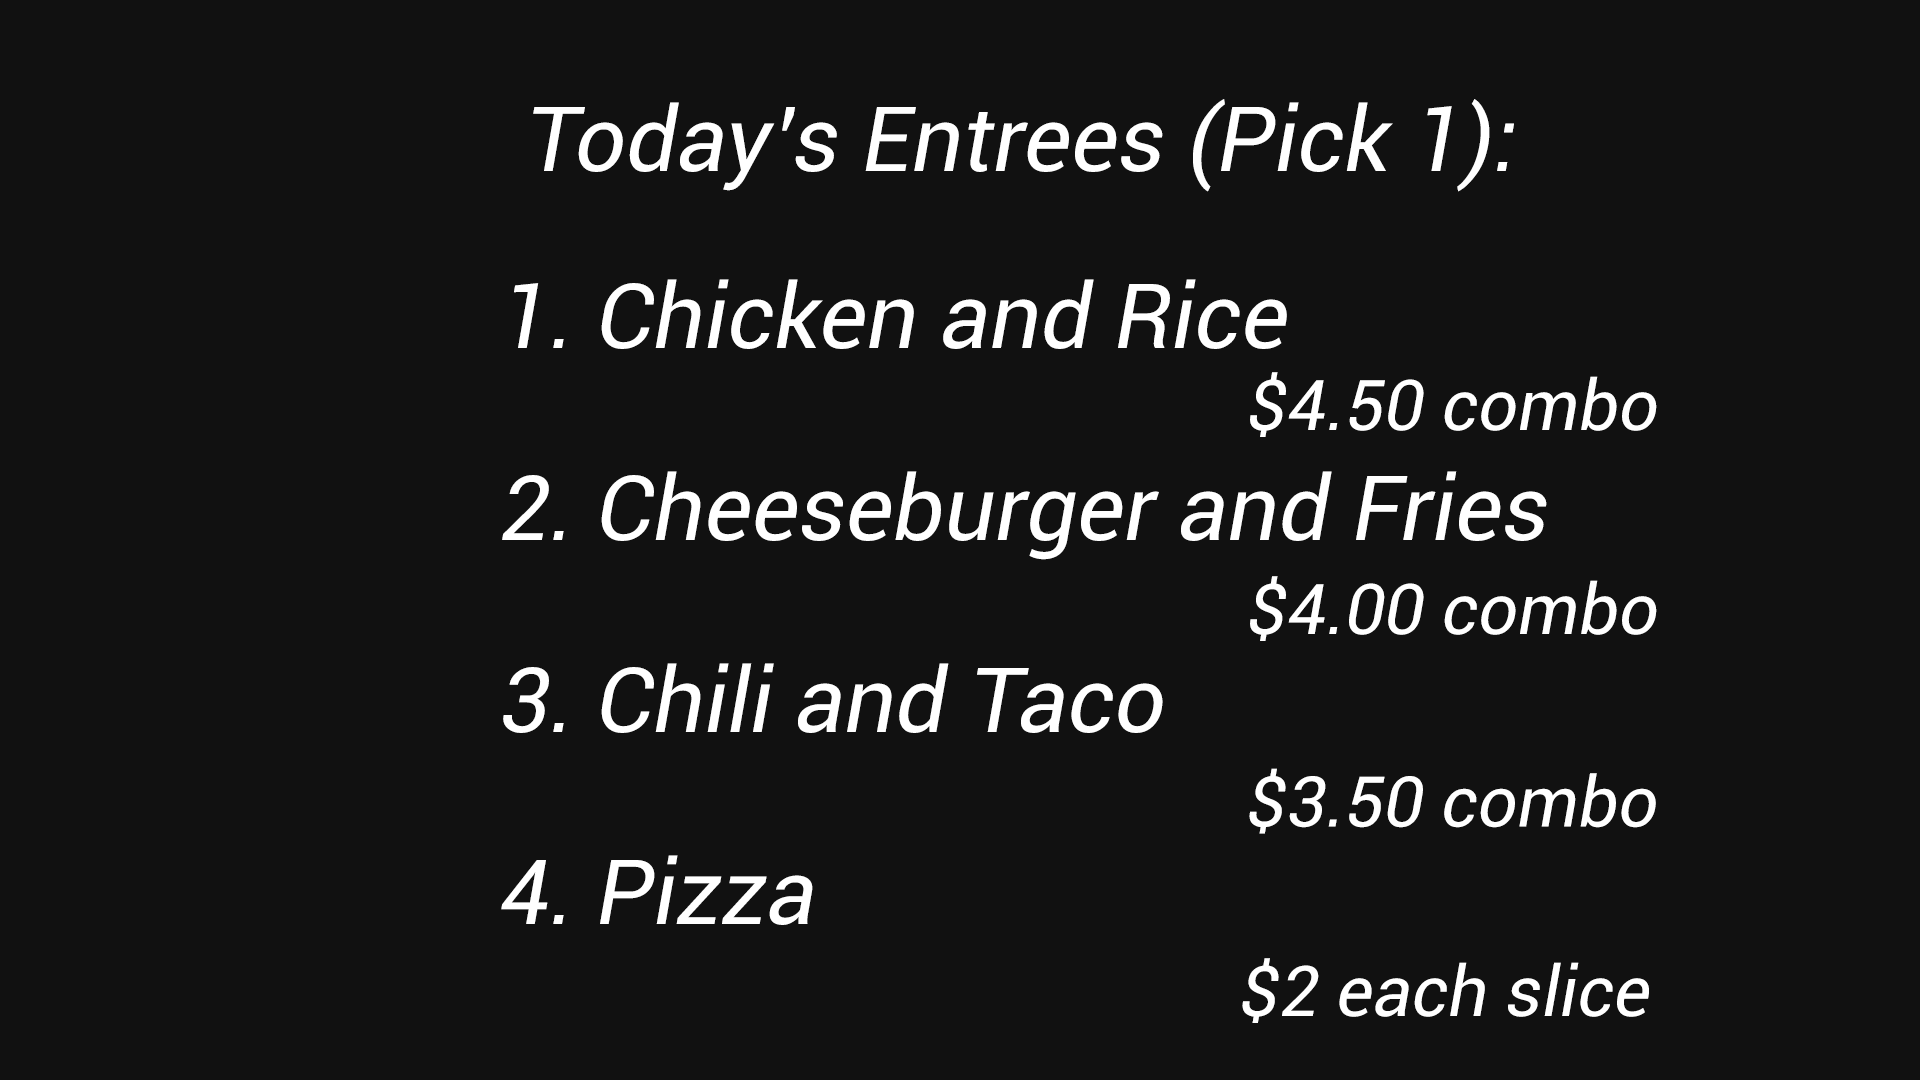 Today's Entrees (Pick 1):
1. Chicken and Rice
$4.50 combo
2. Cheeseburger and Fries
$4.00 combo
3. Chili and Taco
$3.50 combo
4. Pizza
$2 each slice